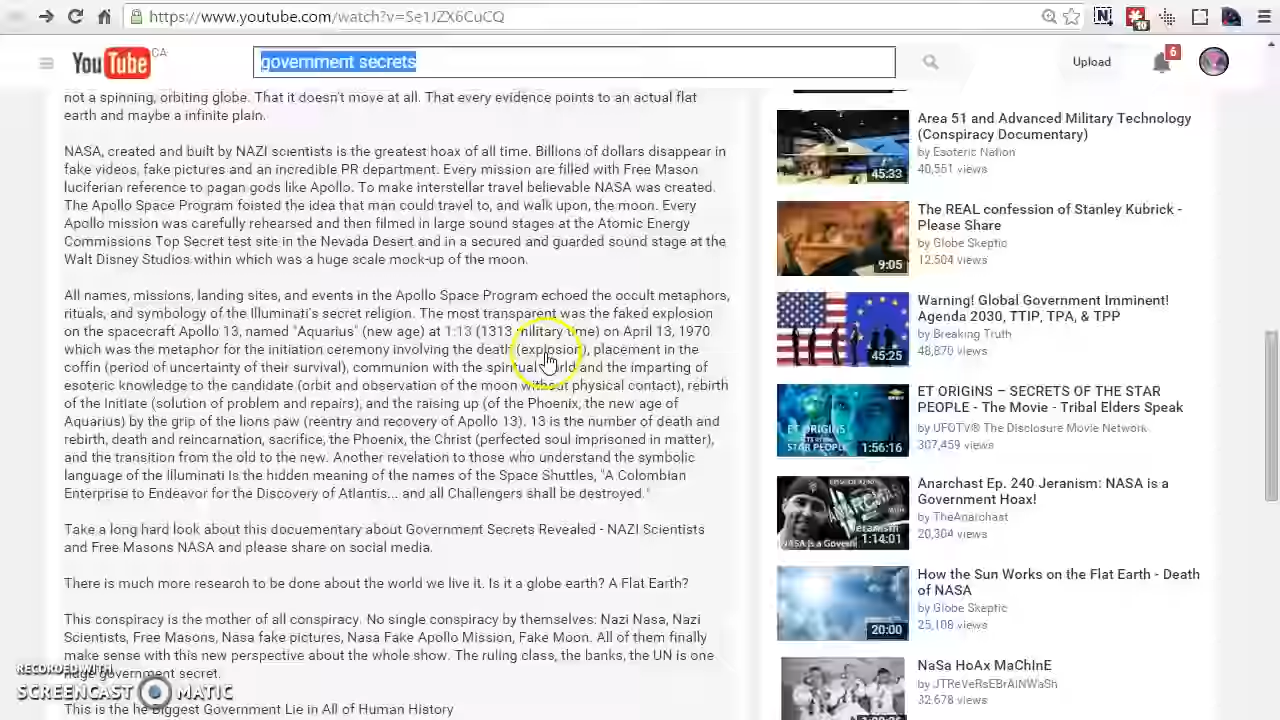 https://www.youtube.com/watch?v=Se1JZX6CuCQ
10
YouTube CA
government secrets
Upload
6
not a spinning, orbiting globe. That it doesn't move at all. That every evidence points to an actual flat
earth and maybe a infinite plain.
NASA, created and built by NAZI scientists is the greatest hoax of all time. Billions of dollars disappear in
fake videos, fake pictures and an incredible PR department. Every mission are filled with Free Mason
luciferian reference to pagan gods like Apollo. To make interstellar travel believable NASA was created.
The Apollo Space Program foisted the idea that man could travel to, and walk upon, the moon. Every
Apollo mission was carefully rehearsed and then filmed in large sound stages at the Atomic Energy
Commissions Top Secret test site in the Nevada Desert and in a secured and guarded sound stage at the
Walt Disney Studios within which was a huge scale mock-up of the moon.
All names, missions, landing sites, and events in the Apollo Space Program echoed the occult metaphors,
rituals, and symbology of the Illuminati's secret religion. The most transparent was the faked explosion
on the spacecraft Apollo 13, named "Aquarius" (new age) at 1:13 (1313 military time) on April 13, 1970
which was the metaphor for the initiation ceremony involving the death (explosion), placement in the
coffin (period of uncertainty of their survival), communion with the spiritual world and the imparting of
esoteric knowledge to the candidate (orbit and observation of the moon without physical contact), rebirth
of the initiate (solution of problem and repairs), and the raising up (of the Phoenix, the new age of
Aquarius) by the grip of the lions paw (reentry and recovery of Apollo 13). 13 is the number of death and
rebirth, death and reincarnation, sacrifice, the Phoenix, the Christ (perfected soul imprisoned in matter),
and the transition from the old to the new. Another revelation to those who understand the symbolic
language of the Illuminati is the hidden meaning of the names of the Space Shuttles, "A Colombian
Enterprise to Endeavor for the Discovery of Atlantis... and all Challengers shall be destroyed."
Take a long hard look about this documentary about Government Secrets Revealed - NAZI Scientists
and Free Masons NASA and please share on social media.
There is much more research to be done about the world we live it. Is it a globe earth? A Flat Earth?
This conspiracy is the mother of all conspiracy. No single conspiracy by themselves: Nazi Nasa, Nazi
Scientists, Free Masons, Nasa fake pictures, Nasa Fake Apollo Mission, Fake Moon. All of them finally
make sense with this new perspective about the whole show. The ruling class, the banks, the UN is one
huge government secret.
This is the he Biggest Government Lie in All of Human History
Area 51 and Advanced Military Technology
(Conspiracy Documentary)
by Esoteric Nation
40,551 views
45:33
The REAL confession of Stanley Kubrick -
Please Share
by Globe Skeptic
12,504 views
9:05
Warning! Global Government Imminent!
Agenda 2030, TTIP, TPA, & TPP
by Breaking Truth
48,870 views
45:25
ET ORIGINS – SECRETS OF THE STAR
PEOPLE - The Movie - Tribal Elders Speak
by UFOTV® The Disclosure Movie Network
307,459 views
ET ORIGINS
1:56:16
Anarchast Ep. 240 Jeranism: NASA is a
Government Hoax!
by TheAnarchast
20,304 views
1:14:01
How the Sun Works on the Flat Earth - Death
of NASA
by Globe Skeptic
25,108 views
20:00
NaSa HoAx MaChInE
by JTReVeRsEBrAiNWaSh
32,678 views
RECORDED WITH
SCREENCAST MATIC